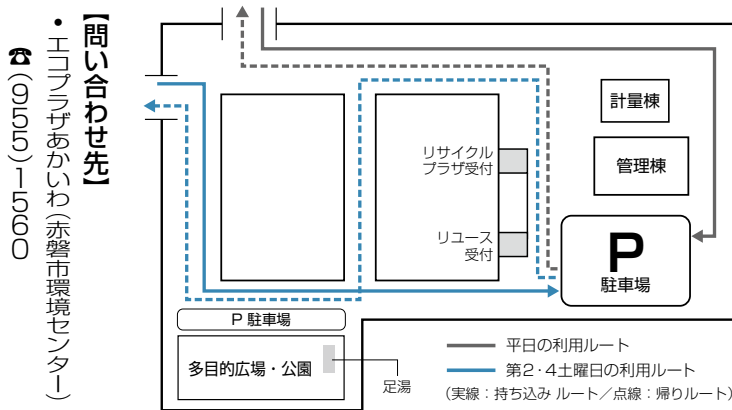 【問い合わせ先】
・エコプラザあかいわ(赤磐市環境センター)
☎(955)1560
計量棟
管理棟
リサイクル
プラザ受付
リユース
受付
P
駐車場
P 駐車場
多目的広場・公園
足湯
平日の利用ルート
第2・4土曜日の利用ルート
(実線：持ち込み ルート／点線：帰りルート)